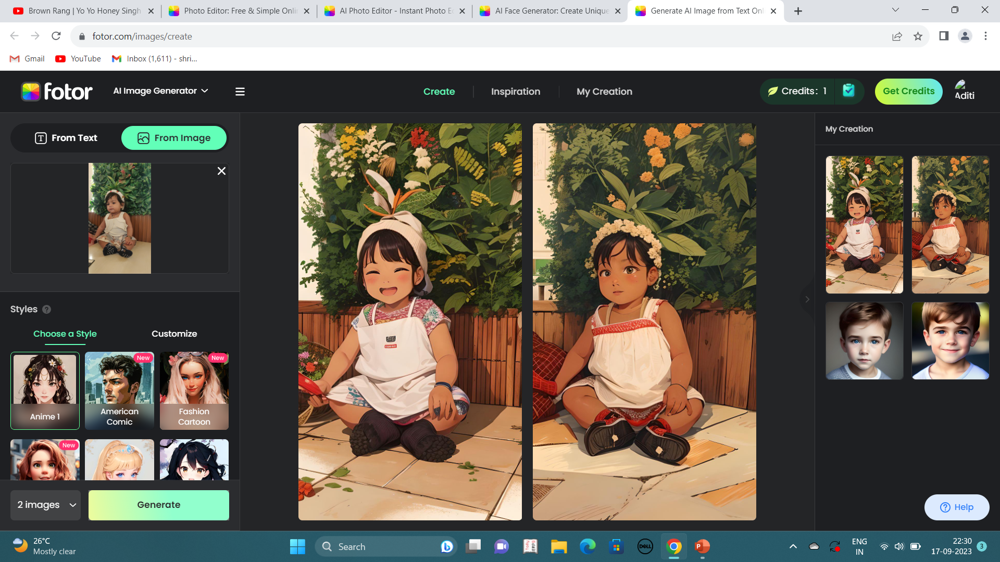 Brown Rang | Yo Yo Honey Singh
Photo Editor: Free & Simple Onli
AI Photo Editor - Instant Photo E
AI Face Generator: Create Unique
Generate AI Image from Text Onl
fotor.com/images/create
Gmail
YouTube
Inbox (1,611) - shri...
fotor
AI Image Generator
Create
Inspiration
My Creation
Credits: 1
Get Credits
Aditi
From Text
From Image
My Creation
Styles ?
Choose a Style
Customize
New
New
Anime 1
American
Comic
Fashion
Cartoon
New
2 images
Generate
Help
26°C
Mostly clear
Search
Tally
ERP9
DELL
ENG
IN
22:30
17-09-2023
3